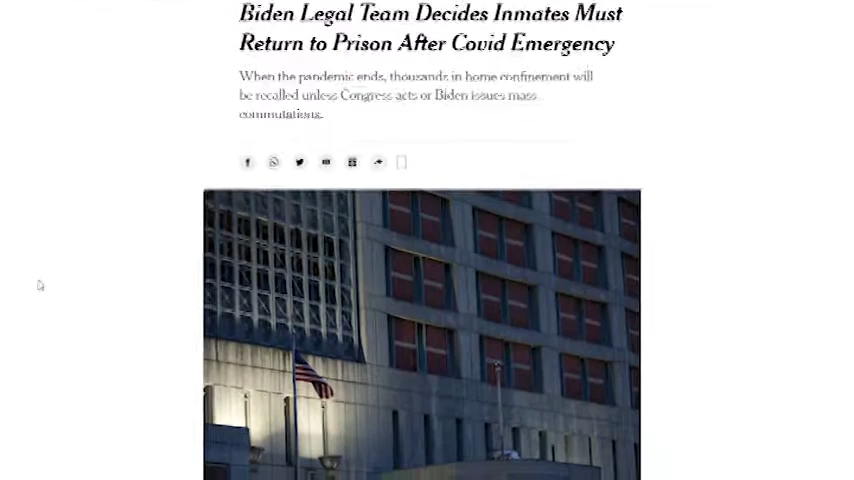 Biden Legal Team Decides Inmates Must
Return to Prison After Covid Emergency
When the pandemic ends, thousands in home confinement will
be recalled unless Congress acts or Biden issues mass
commutations.